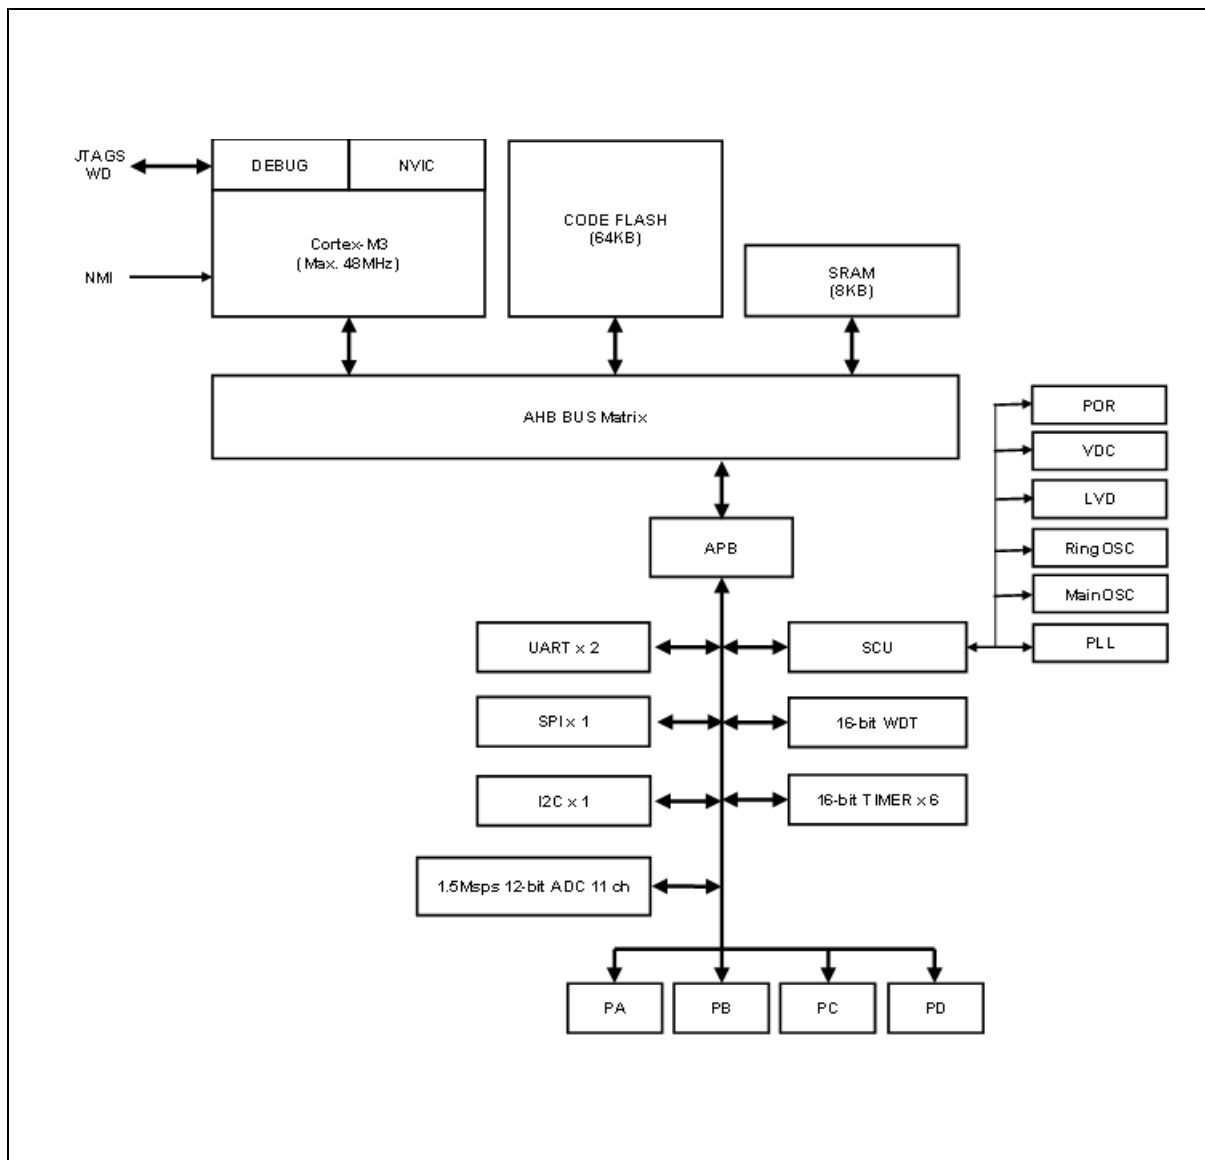 JTAGS
WD
DEBUG
NVIC
Cortex-M3
(Max. 48MHz)
NMI
CODE FLASH
(64KB)
SRAM
(8KB)
AHB BUS Matrix
POR
VDC
LVD
Ring OSC
Main OSC
PLL
APB
UART x 2
SCU
SPI x 1
16-bit WDT
I2C x 1
16-bit TIMER x 6
1.5Msps 12-bit ADC 11 ch
PA
PB
PC
PD